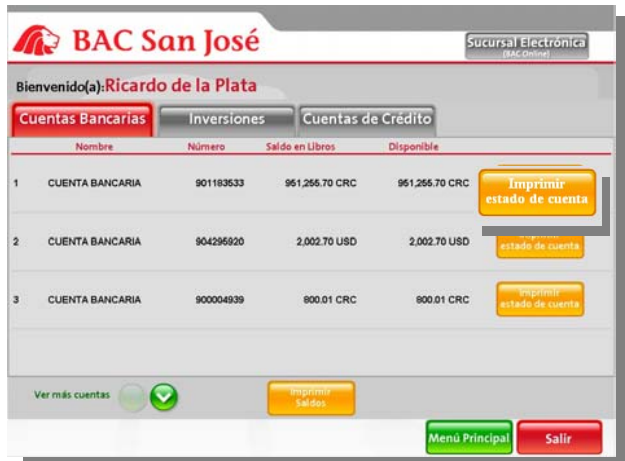 BAC San José
Sucursal Electrónica
(BAC Online)
Bienvenido(a):Ricardo de la Plata
Cuentas Bancarias Inversiones Cuentas de Crédito
Nombre Número Saldo en Libros Disponible
1 CUENTA BANCARIA 901183533 951,255.70 CRC 951,255.70 CRC
Imprimir
estado de cuenta
2 CUENTA BANCARIA 904295920 2,002.70 USD 2,002.70 USD
Imprimir
estado de cuenta
3 CUENTA BANCARIA 900004939 800.01 CRC 800.01 CRC
Imprimir
estado de cuenta
Ver más cuentas
Imprimir
Saldos
Menú Principal Salir